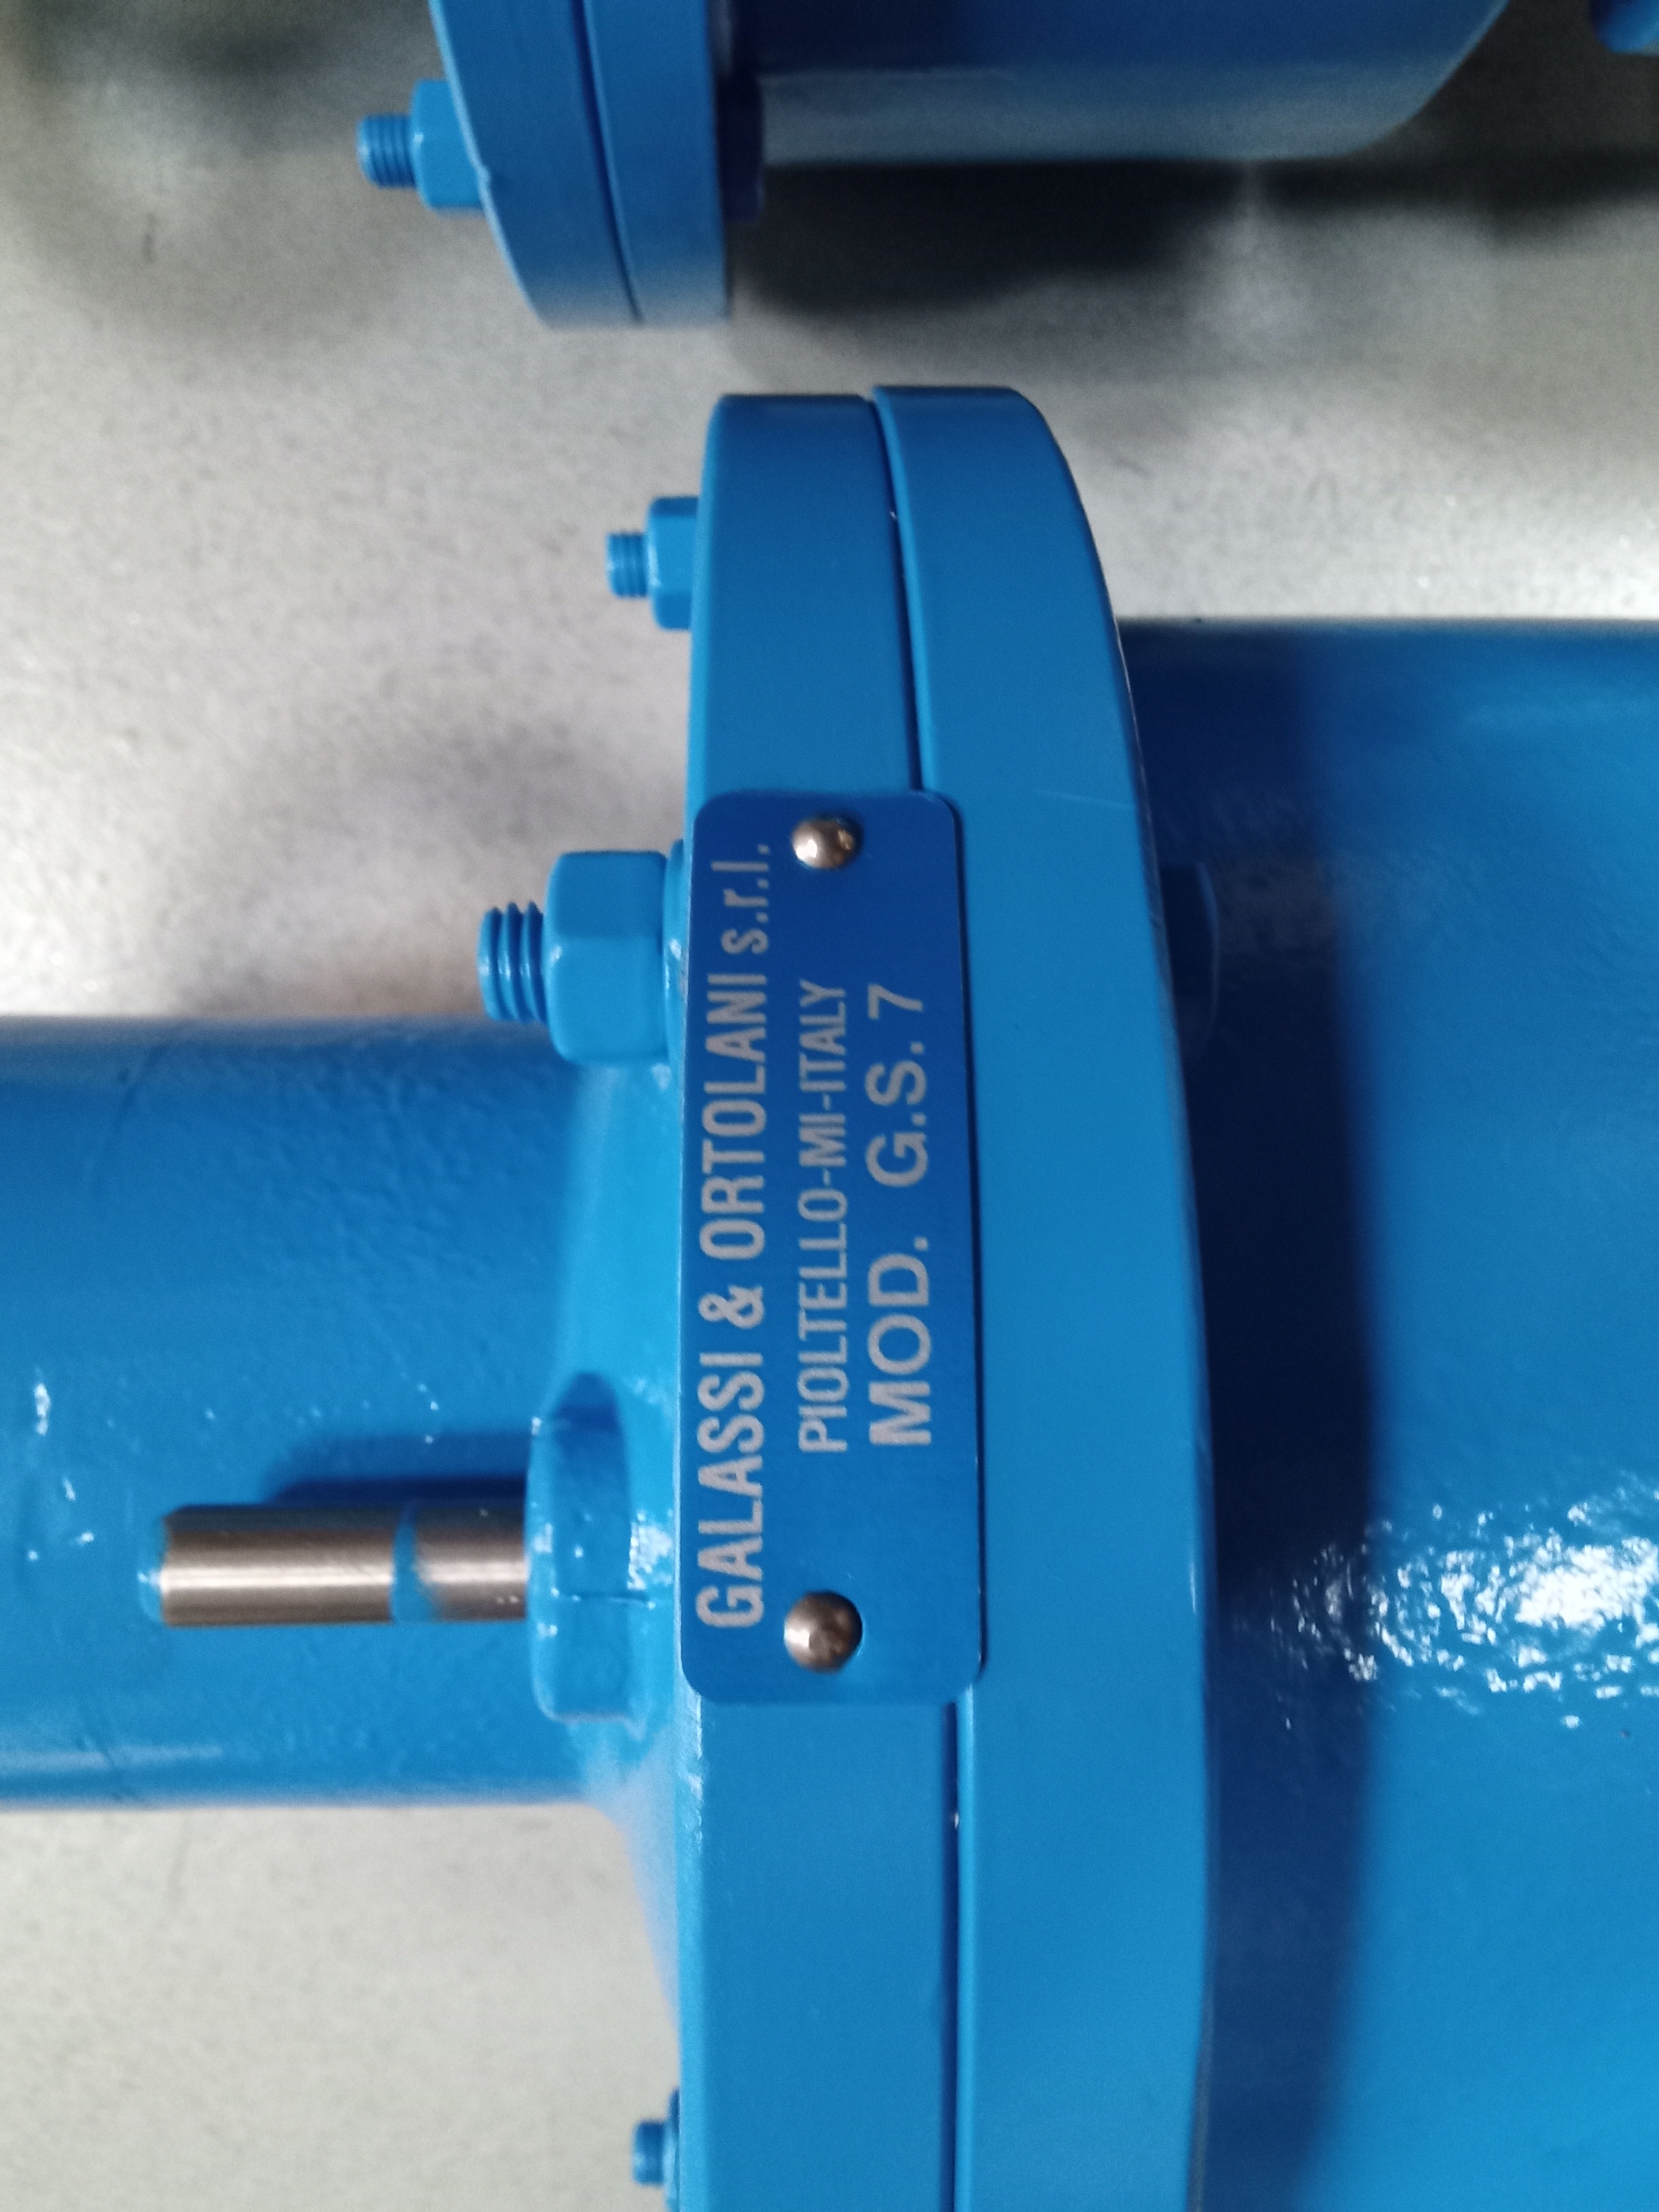 GALASSI & ORTOLANI s.r.l.
PIOLTELLO-MI-ITALY
MOD. G.S. 7